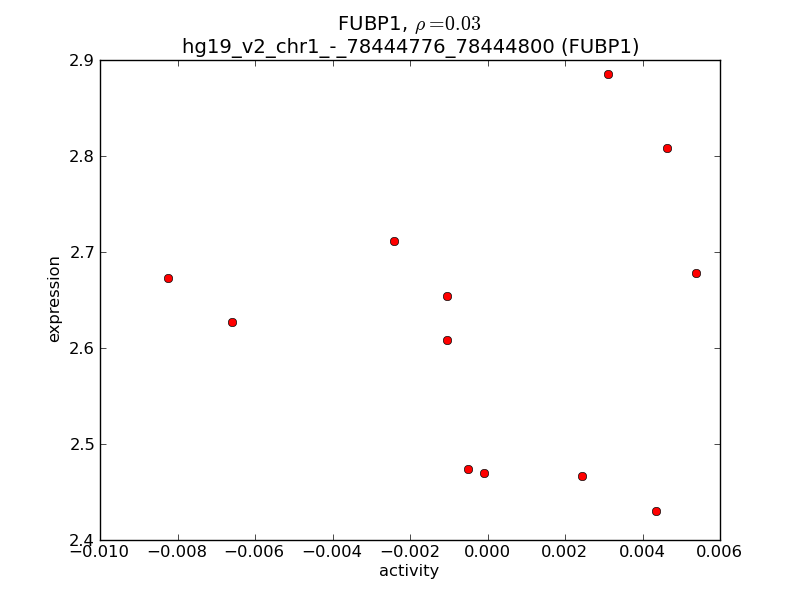 FUBP1, ρ=0.03
hg19_v2_chr1_-_78444776_78444800 (FUBP1)
2.9
2.8
2.7
2.6
2.5
2.4
expression
−0.010 −0.008 −0.006 −0.004 −0.002 0.000 0.002 0.004 0.006
activity